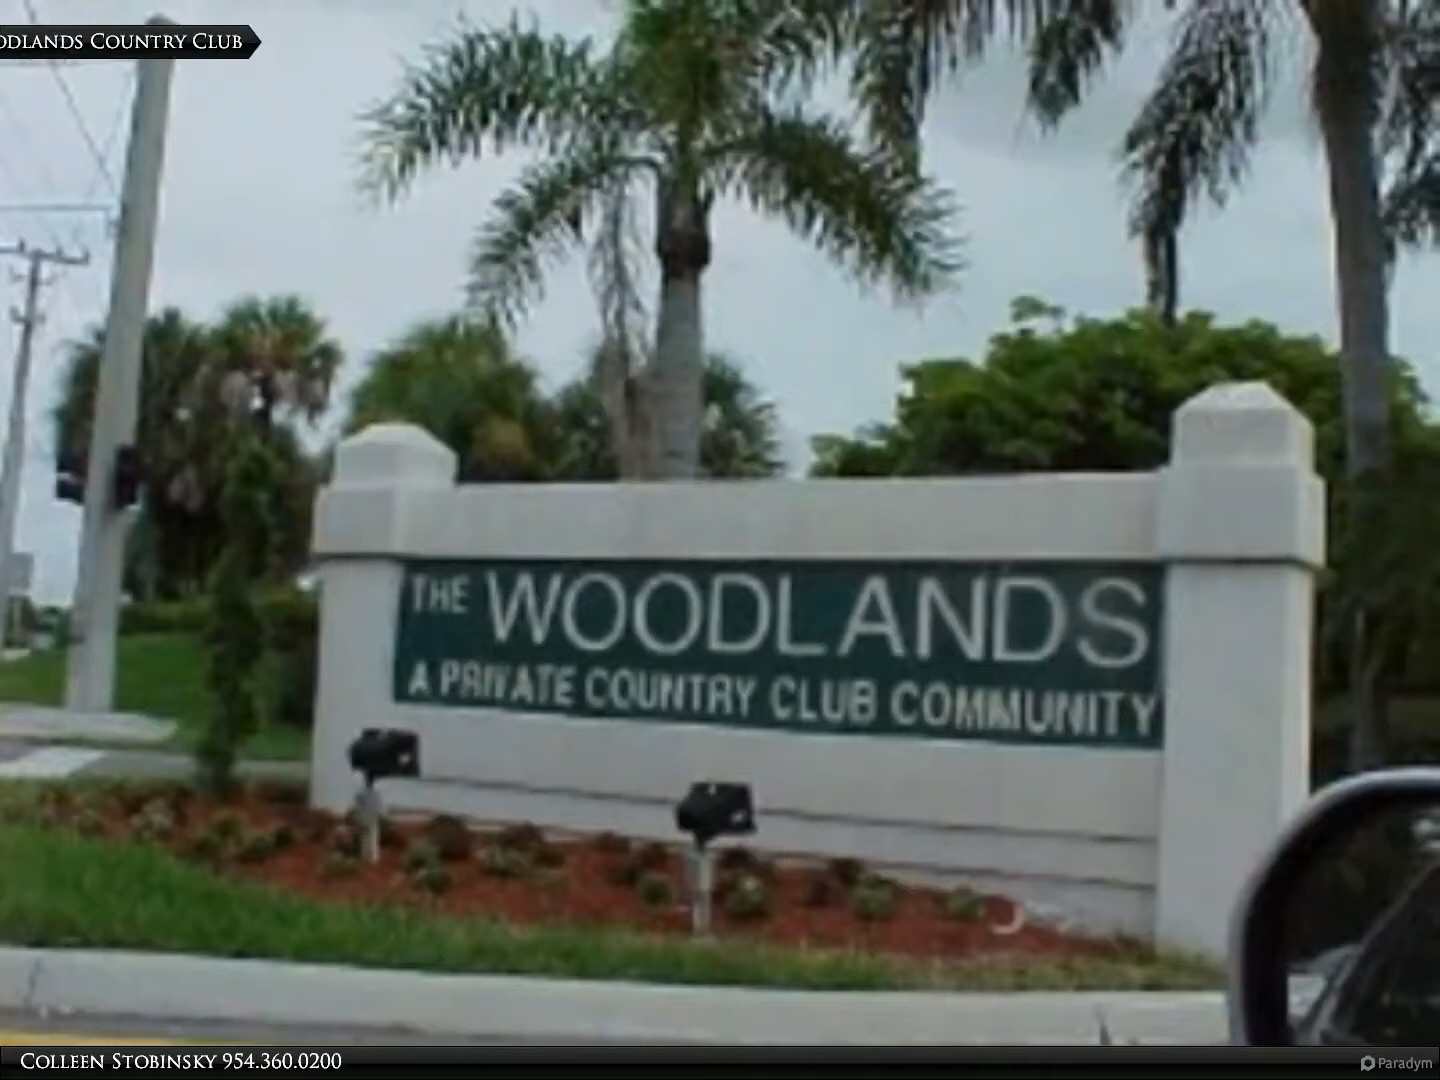 ODLANDS COUNTRY CLUB
THE WOODLANDS
A PRIVATE COUNTRY CLUB COMMUNITY
COLLEEN STOBINSKY 954.360.0200
Paradym